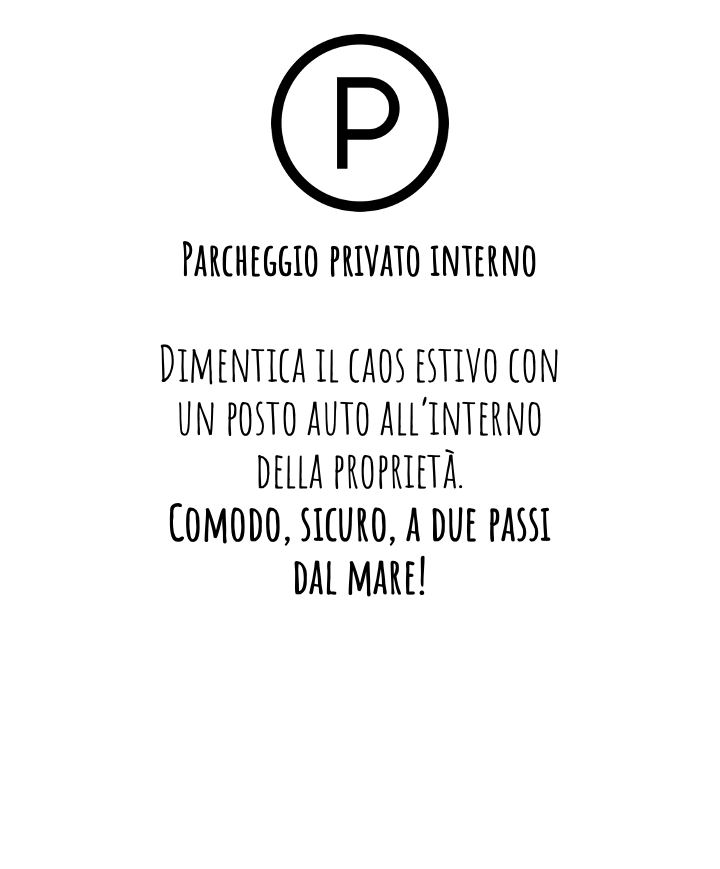 P
Parcheggio privato interno
Dimentica il caos estivo con
un posto auto all'interno
della proprietà.
Comodo, sicuro, a due passi
dal mare!